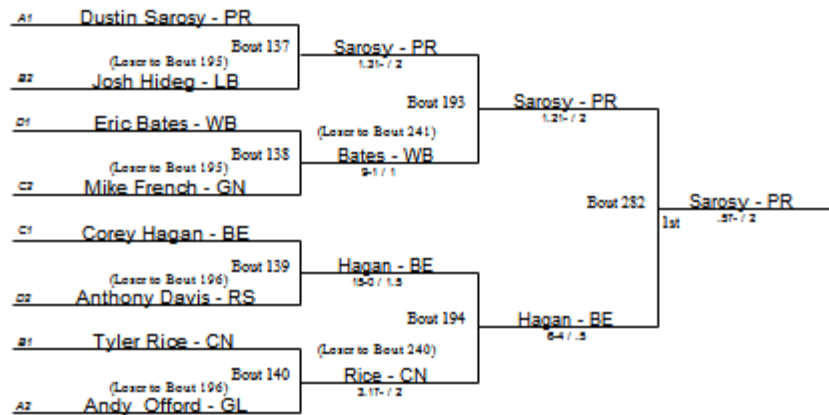 A1 Dustin Sarosy - PR
Bout 137
(Loser to Bout 195)
B2 Josh Hideg - LB
Sarosy - PR
1.21- / 2
D1 Eric Bates - WB
Bout 138
(Loser to Bout 195)
C2 Mike French - GN
Bates - WB
9-1 / 1
Bout 193
(Loser to Bout 241)
Sarosy - PR
1.21- / 2
C1 Corey Hagan - BE
Bout 139
(Loser to Bout 196)
D2 Anthony Davis - RS
Hagan - BE
15-0 / 1.5
B1 Tyler Rice - CN
Bout 140
(Loser to Bout 196)
A2 Andy Offord - GL
Rice - CN
3.17- / 2
Bout 194
(Loser to Bout 240)
Hagan - BE
6-4 / .5
Bout 282
1st
Sarosy - PR
.57- / 2